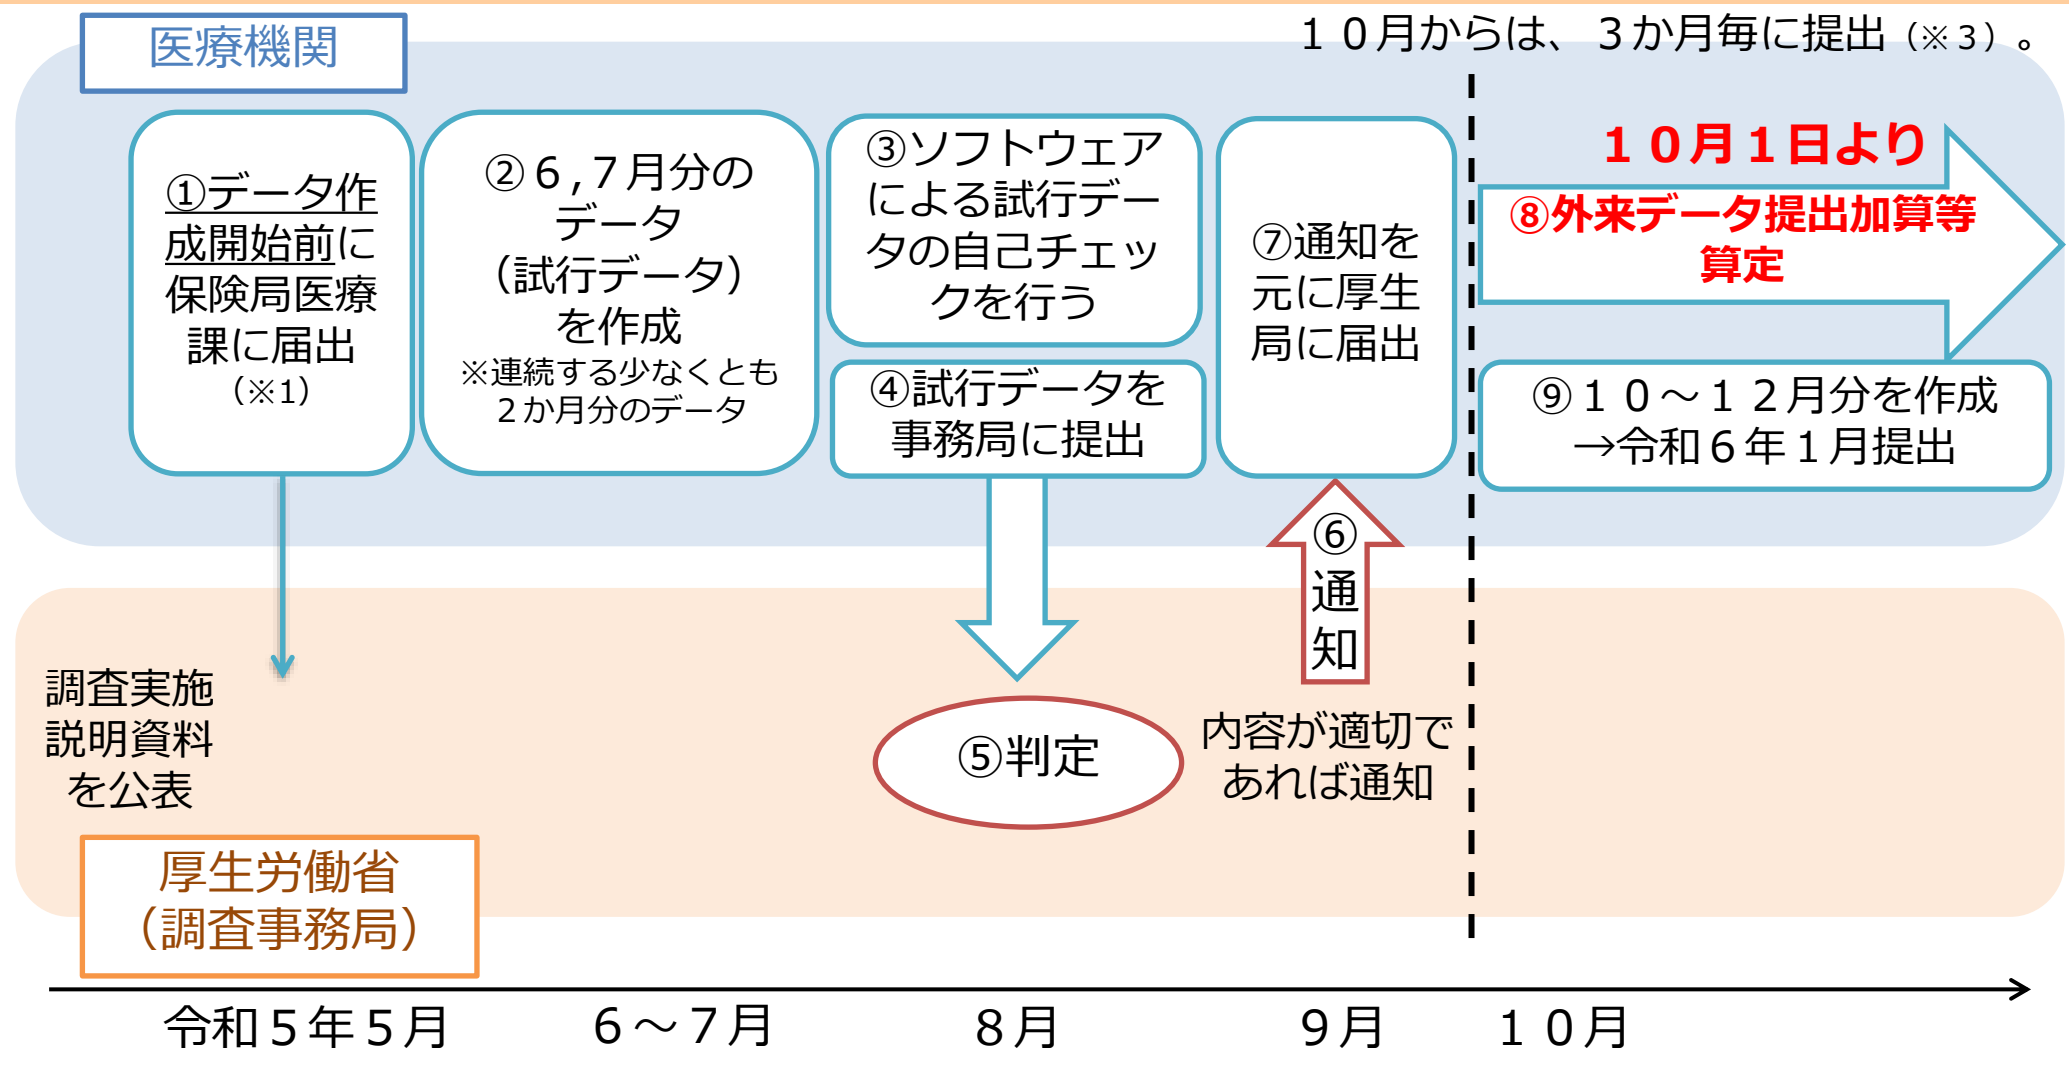 医療機関
１０月からは、３か月毎に提出（※３）。
①データ作
成開始前に
保険局医療
課に届出
（※1）
②６,７月分の
データ
（試行データ）
を作成
※連続する少なくとも
２か月分のデータ
③ソフトウェア
による試行デー
タの自己チェッ
クを行う
④試行データを
事務局に提出
⑦通知を
元に厚生
局に届出
１０月１日より
⑧外来データ提出加算等
算定
⑨１０～１２月分を作成
→令和６年１月提出
⑥
通
知
調査実施
説明資料
を公表
⑤判定
内容が適切で
あれば通知
厚生労働省
（調査事務局）
令和５年５月
６～７月
８月
９月
１０月